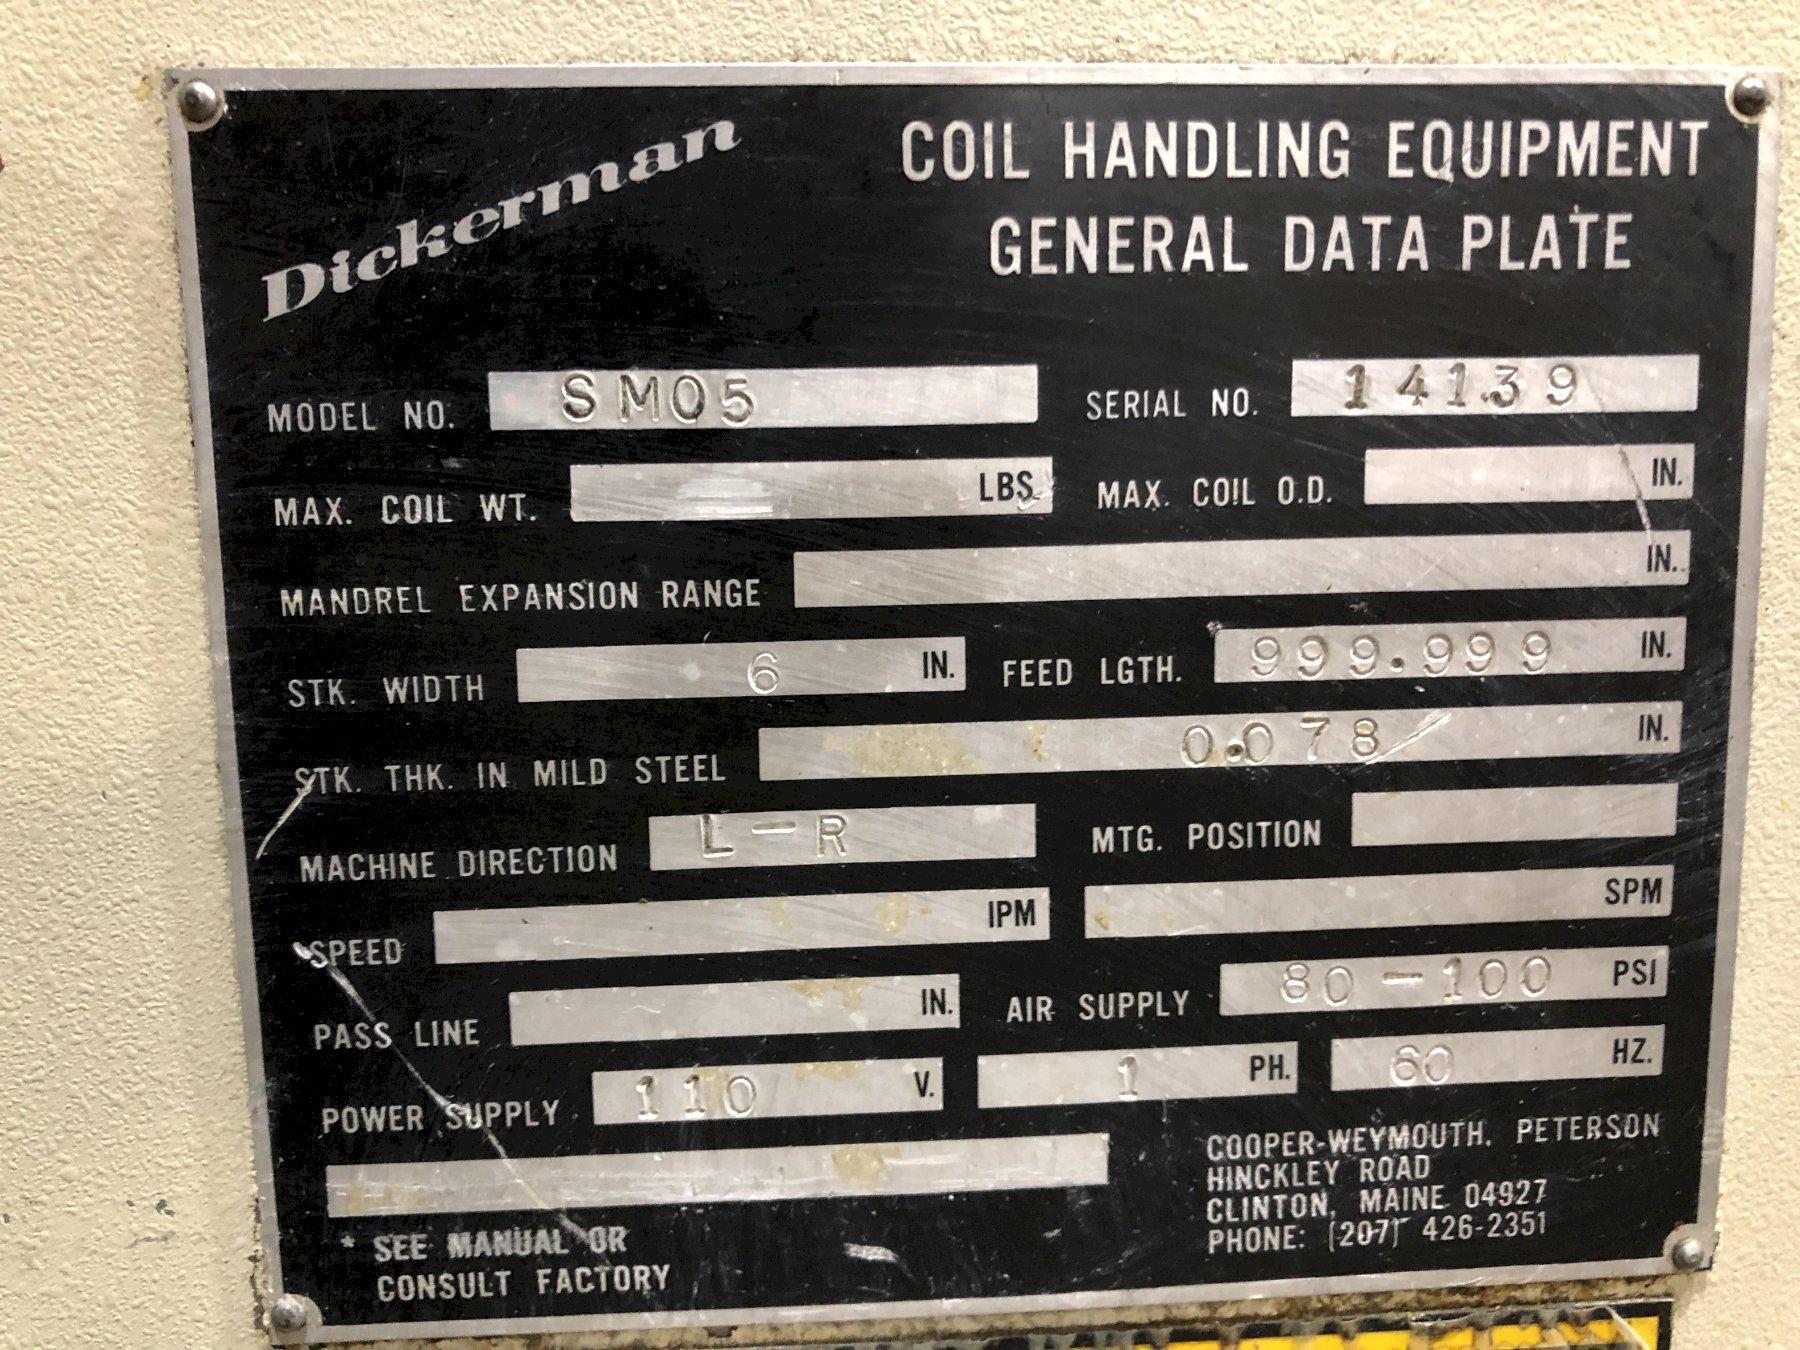 Dickerman
COIL HANDLING EQUIPMENT
GENERAL DATA PLATE
MODEL NO. SM05 SERIAL NO. 14139
MAX. COIL WT. LBS. MAX. COIL O.D. IN.
MANDREL EXPANSION RANGE IN.
STK. WIDTH 6 IN. FEED LGTH. 999.999 IN.
STK. THK. IN MILD STEEL 0.078 IN.
MACHINE DIRECTION L-R MTG. POSITION
SPEED IPM SPM
PASS LINE IN. AIR SUPPLY 80-100 PSI
POWER SUPPLY 110 V. 1 PH. 60 HZ.
* SEE MANUAL OR
CONSULT FACTORY
COOPER-WEYMOUTH, PETERSON
HINCKLEY ROAD
CLINTON, MAINE 04927
PHONE: (207) 426-2351